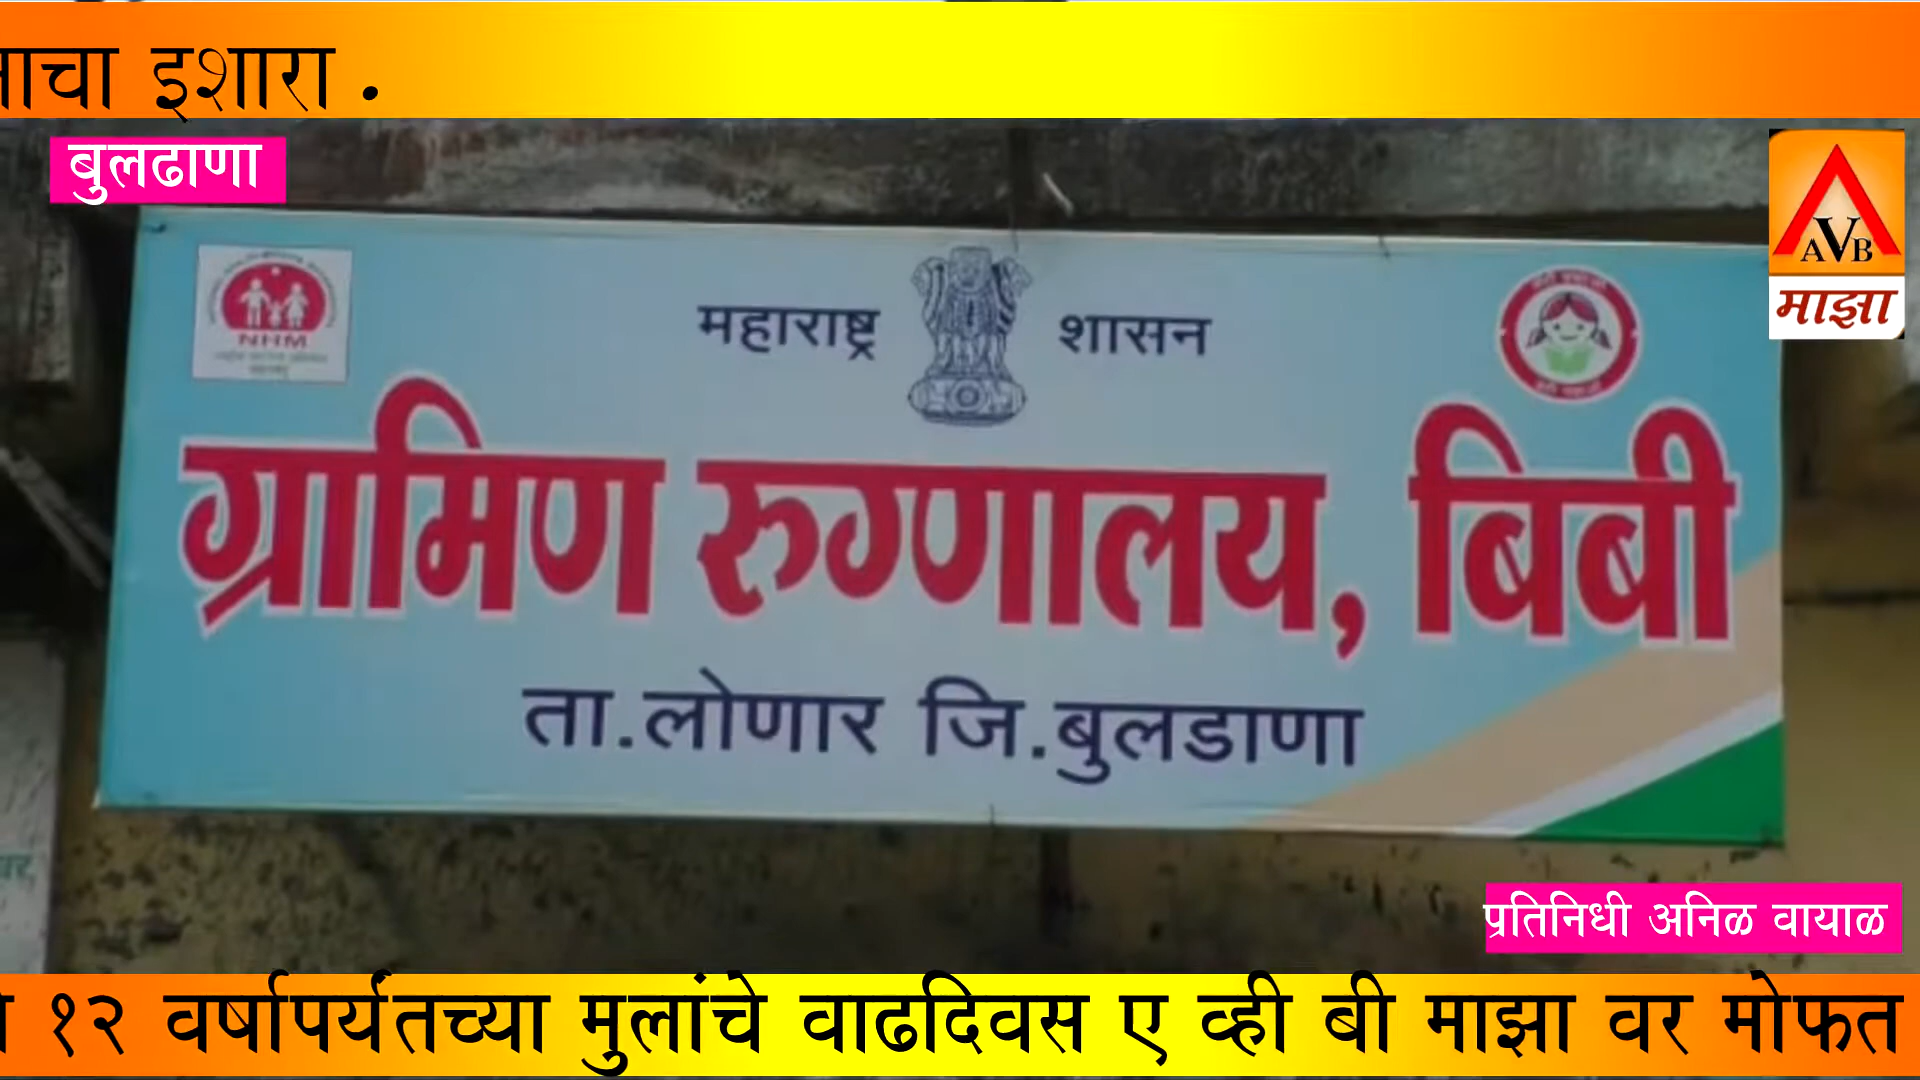 इशारा .
बुलढाणा
AVB
माझा
NHM
महाराष्ट्र शासन
ग्रामिण रुग्णालय, बिबी
ता.लोणार जि.बुलडाणा
प्रतिनिधी अनिळ वायाळ
१२ वर्षापर्यंतच्या मुलांचे वाढदिवस ए व्ही बी माझा वर मोफत